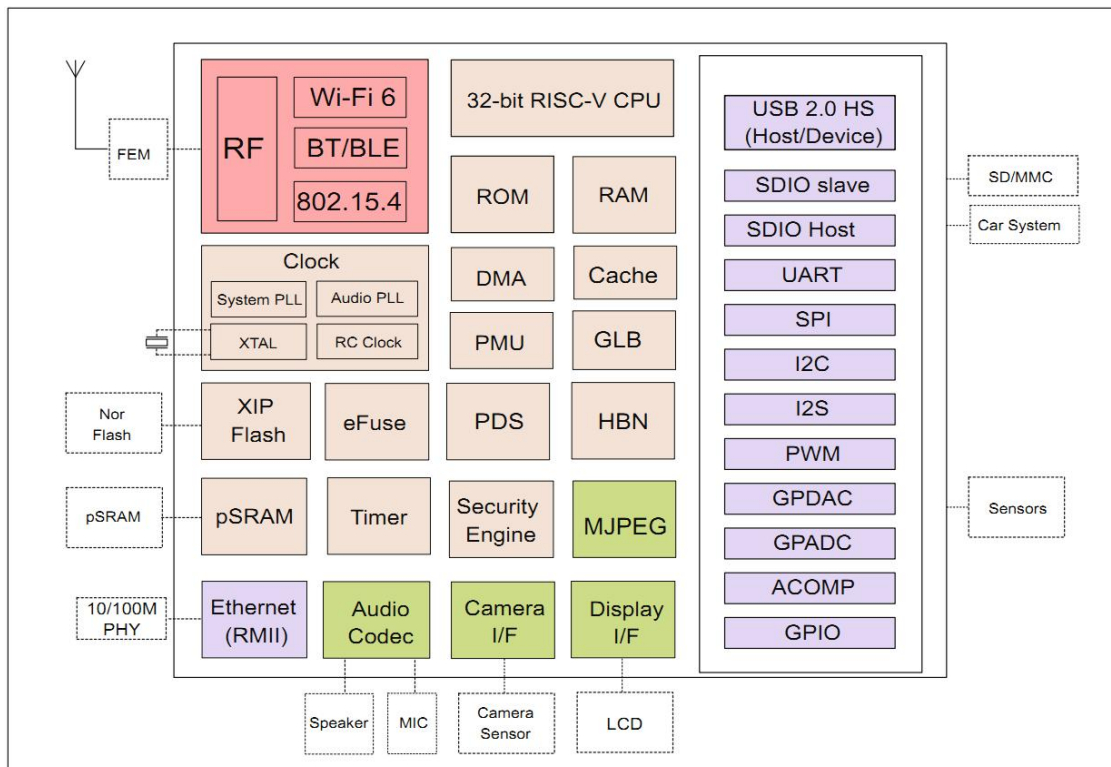 Wi-Fi 6
RF
BT/BLE
802.15.4
FEM
32-bit RISC-V CPU
ROM
RAM
USB 2.0 HS
(Host/Device)
SDIO slave
SDIO Host
UART
SPI
I2C
I2S
PWM
GPDAC
GPADC
ACOMP
GPIO
SD/MMC
Car System
Sensors
Clock
System PLL
Audio PLL
XTAL
RC Clock
DMA
Cache
PMU
GLB
Nor
Flash
XIP
Flash
eFuse
PDS
HBN
pSRAM
pSRAM
Timer
Security
Engine
MJPEG
10/100M
PHY
Ethernet
(RMII)
Audio
Codec
Camera
I/F
Display
I/F
Speaker
MIC
Camera
Sensor
LCD